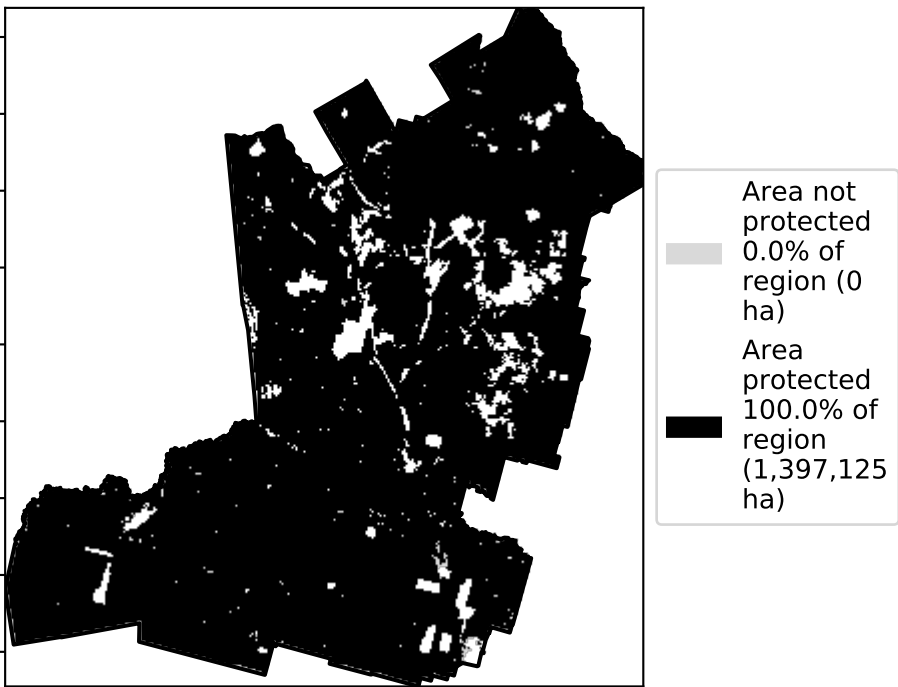 Area not
protected
0.0% of
region (0
ha)
Area
protected
100.0% of
region
(1,397,125
ha)